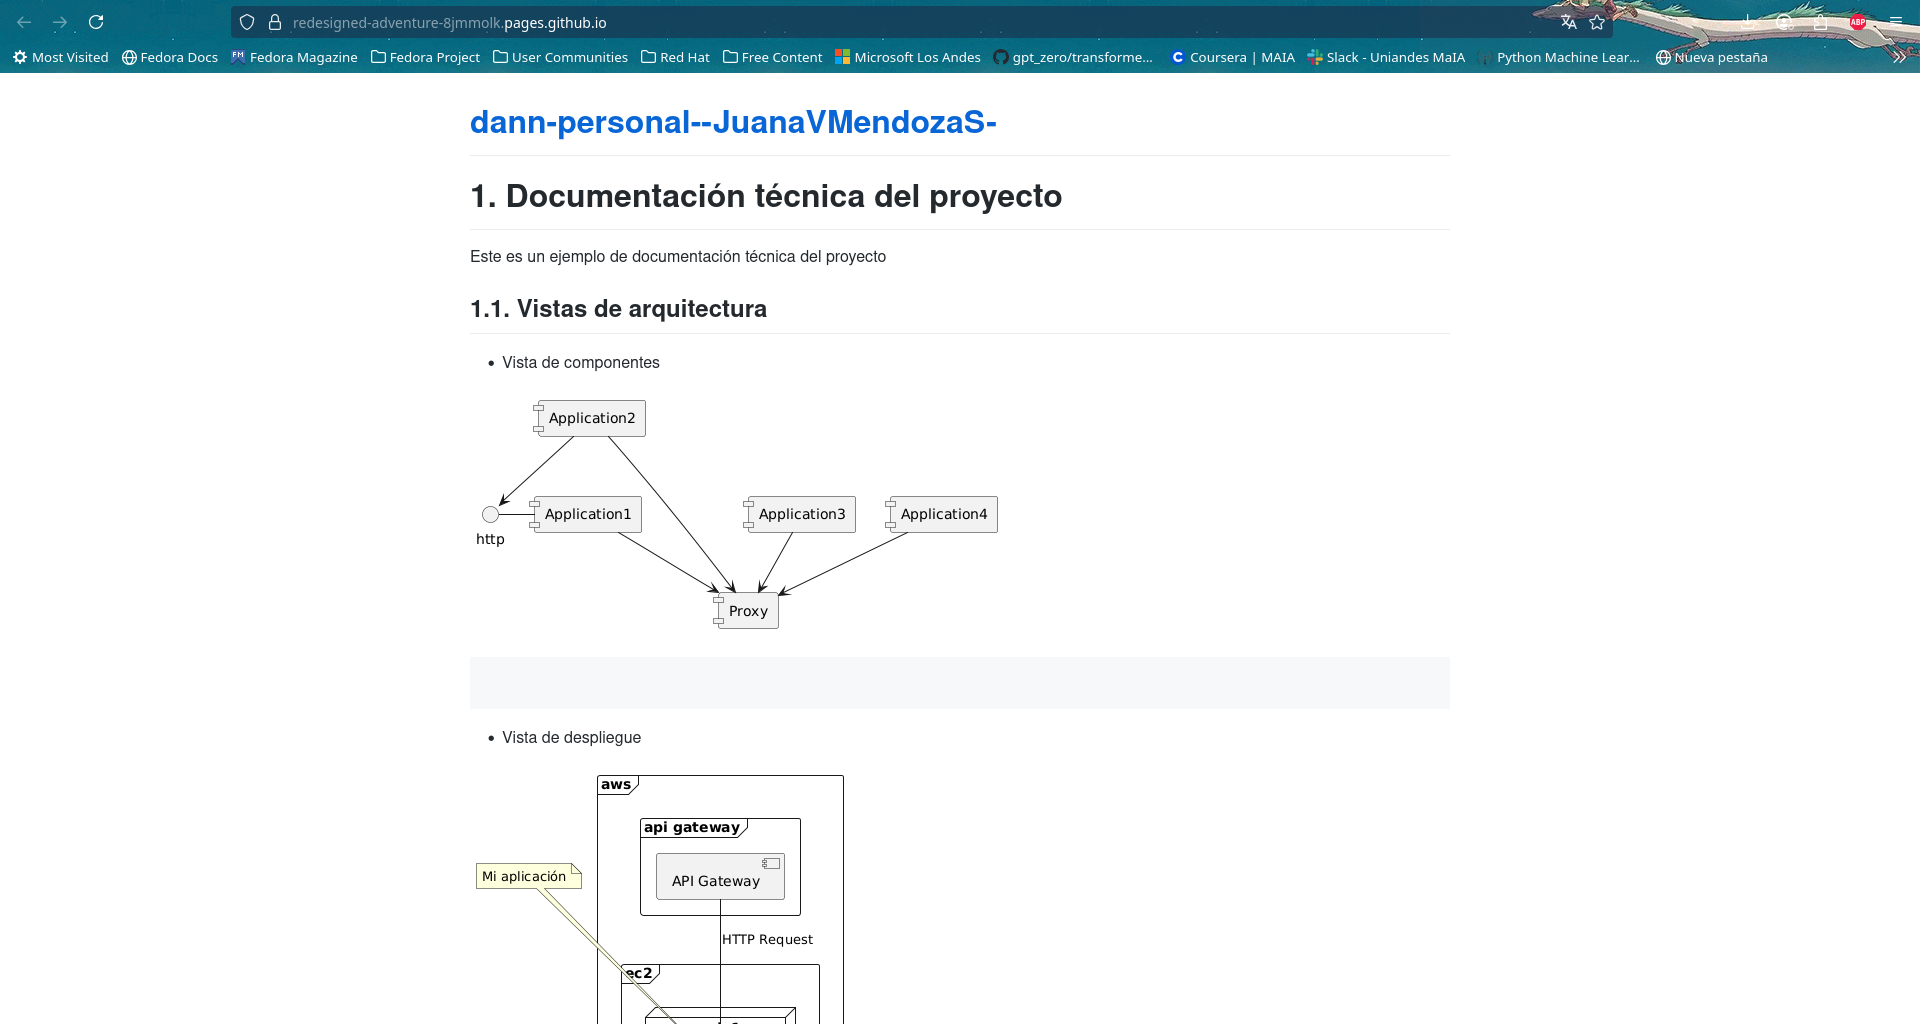 redesigned-adventure-8jmmolk.pages.github.io
ABP
Most Visited Fedora Docs FM Fedora Magazine Fedora Project User Communities Red Hat Free Content Microsoft Los Andes gpt_zero/transforme... C Coursera | MAIA Slack - Uniandes MaIA Python Machine Lear... Nueva pestaña
dann-personal--JuanaVMendozaS-
1. Documentación técnica del proyecto
Este es un ejemplo de documentación técnica del proyecto
1.1. Vistas de arquitectura
• Vista de componentes
Application2
Application1 Application3 Application4
http
Proxy
• Vista de despliegue
aws
api gateway
Mi aplicación
API Gateway
HTTP Request
ec2